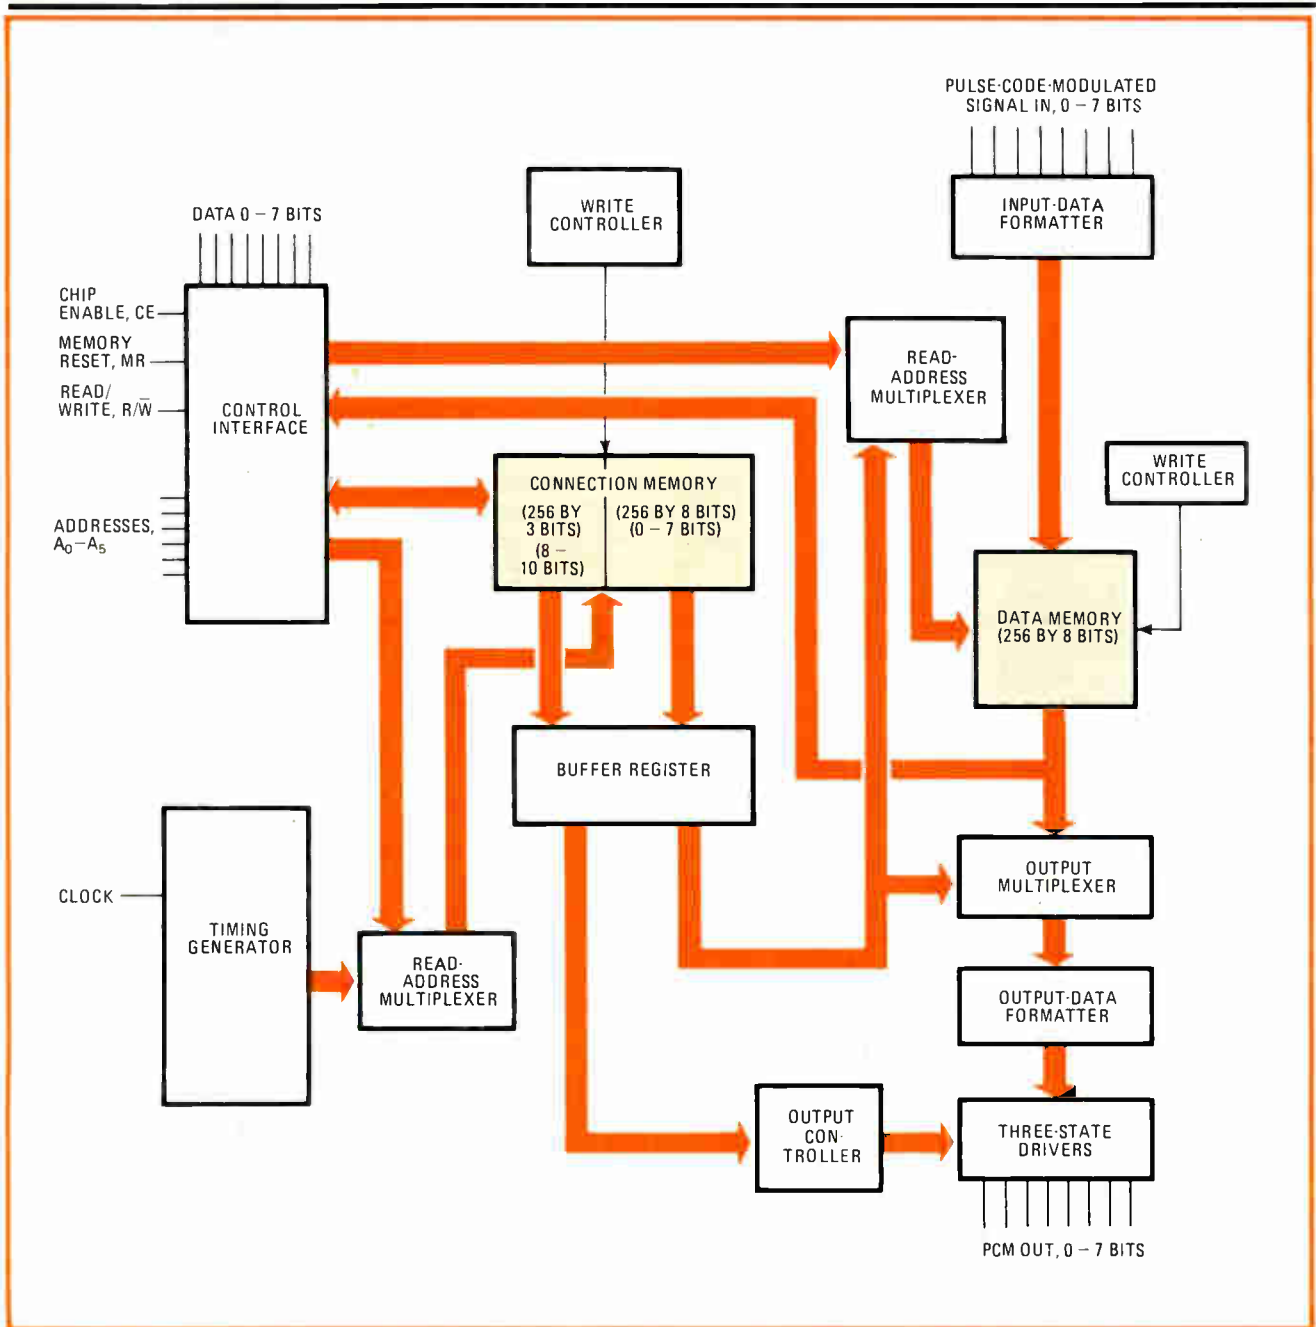 PULSE-CODE-MODULATED
SIGNAL IN, 0 – 7 BITS
INPUT-DATA
FORMATTER
WRITE
CONTROLLER
DATA 0 – 7 BITS
CHIP
ENABLE, CE
MEMORY
RESET, MR
READ/
WRITE, R/W̅
ADDRESSES,
A₀–A₅
CONTROL
INTERFACE
READ-
ADDRESS
MULTIPLEXER
CONNECTION MEMORY
(256 BY
3 BITS)
(8 –
10 BITS)
(256 BY 8 BITS)
(0 – 7 BITS)
WRITE
CONTROLLER
DATA MEMORY
(256 BY 8 BITS)
BUFFER REGISTER
CLOCK
TIMING
GENERATOR
READ-
ADDRESS
MULTIPLEXER
OUTPUT
MULTIPLEXER
OUTPUT-DATA
FORMATTER
OUTPUT
CON-
TROLLER
THREE-STATE
DRIVERS
PCM OUT, 0 – 7 BITS